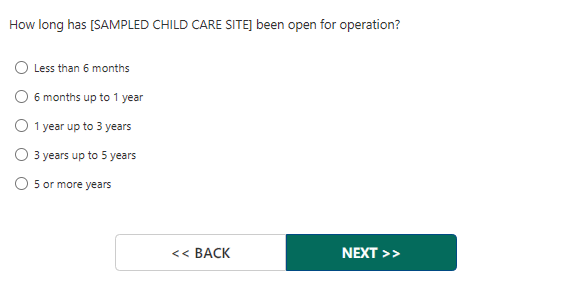 How long has [SAMPLED CHILD CARE SITE] been open for operation?
Less than 6 months
6 months up to 1 year
1 year up to 3 years
3 years up to 5 years
5 or more years
<< BACK
NEXT >>